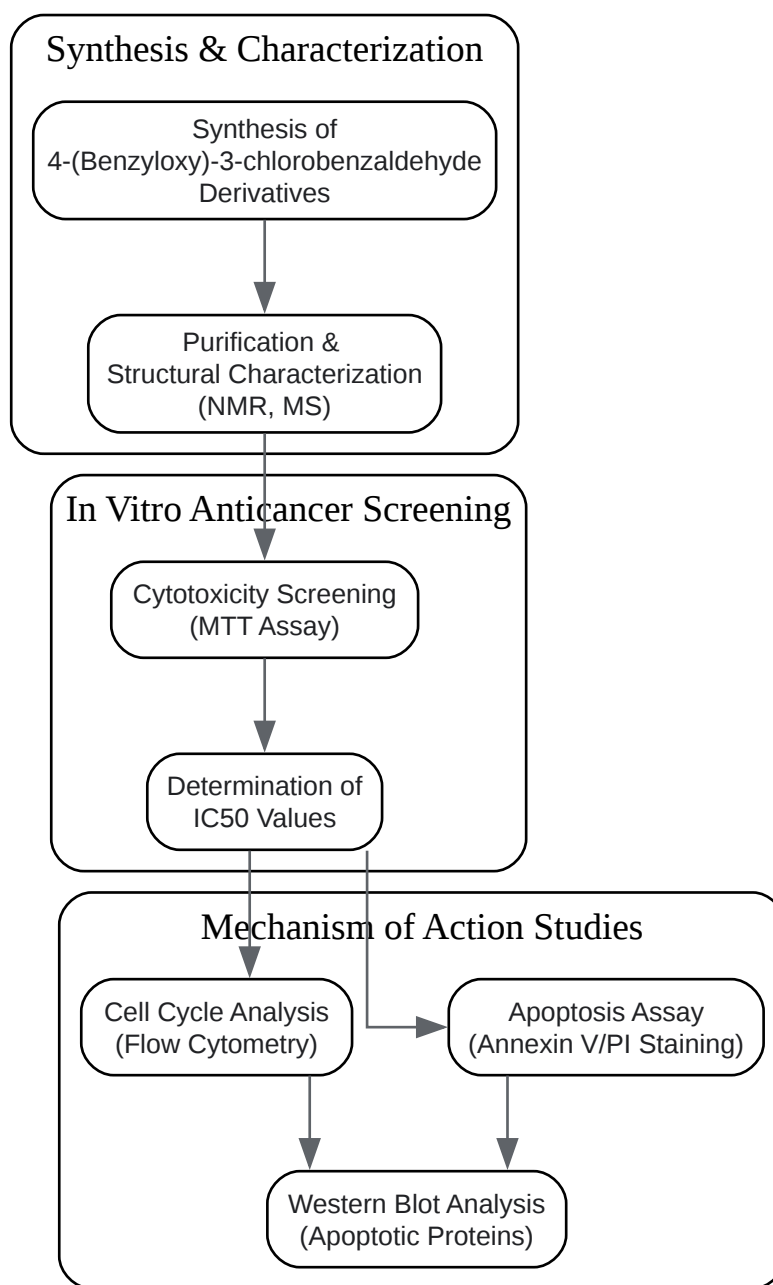 Synthesis & Characterization
Synthesis of
4-(Benzyloxy)-3-chlorobenzaldehyde
Derivatives
Purification &
Structural Characterization
(NMR, MS)
In Vitro Anticancer Screening
Cytotoxicity Screening
(MTT Assay)
Determination of
IC50 Values
Mechanism of Action Studies
Cell Cycle Analysis
(Flow Cytometry)
Apoptosis Assay
(Annexin V/PI Staining)
Western Blot Analysis
(Apoptotic Proteins)